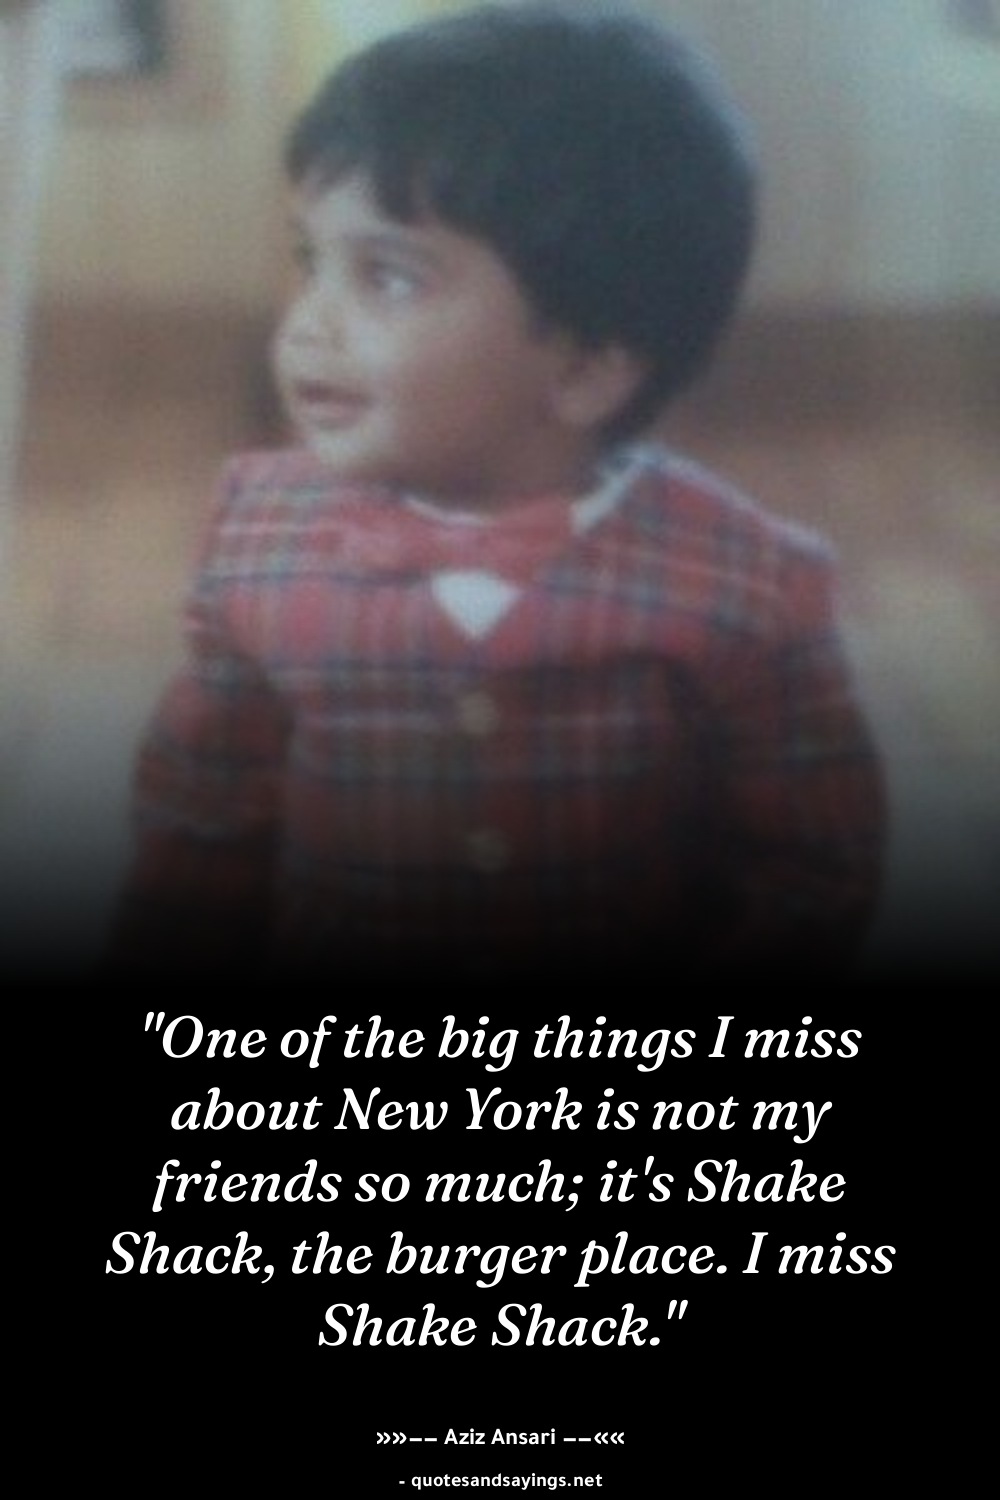 "One of the big things I miss
about New York is not my
friends so much; it's Shake
Shack, the burger place. I miss
Shake Shack."
»»−− Aziz Ansari −−««
- quotesandsayings.net